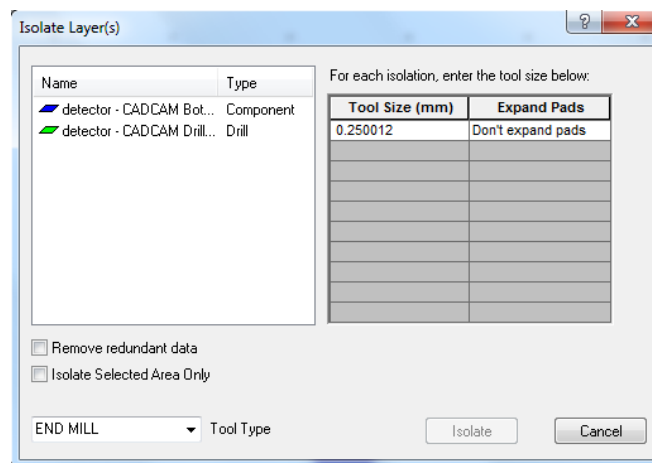 Isolate Layer(s)
?
X
Name Type
detector - CADCAM Bot... Component
detector - CADCAM Drill... Drill
For each isolation, enter the tool size below:
Tool Size (mm) Expand Pads
0.250012 Don't expand pads
Remove redundant data
Isolate Selected Area Only
END MILL Tool Type
Isolate Cancel